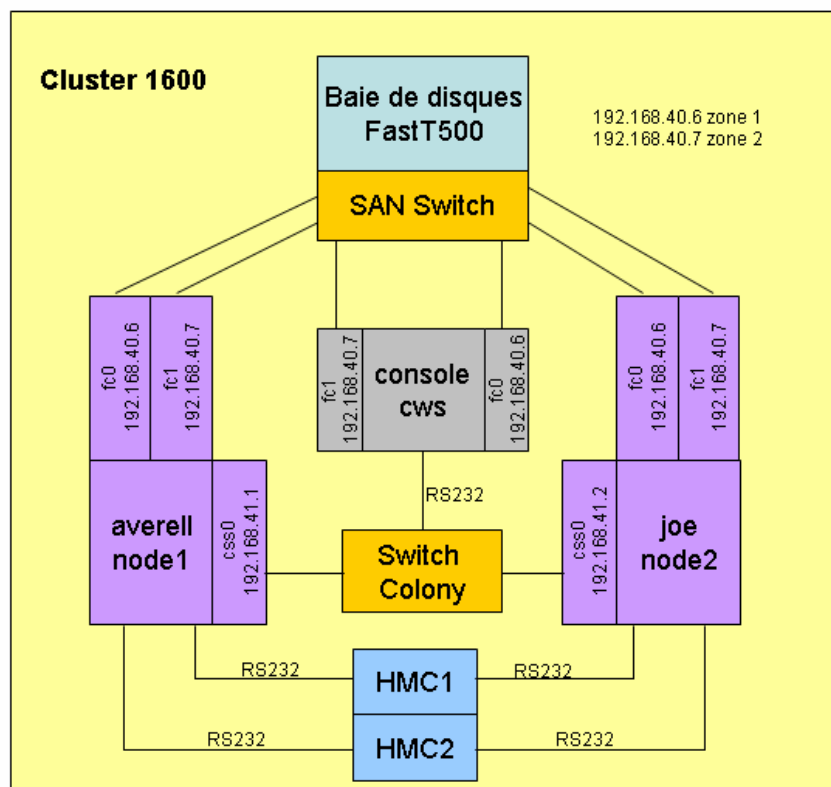 Cluster 1600
Baie de disques
FastT500
192.168.40.6 zone 1
192.168.40.7 zone 2
SAN Switch
fc0
192.168.40.6
fc1
192.168.40.7
fc1
192.168.40.7
console
cws
fc0
192.168.40.6
fc0
192.168.40.6
fc1
192.168.40.7
averell
node1
css0
192.168.41.1
RS232
Switch
Colony
css0
192.168.41.2
joe
node2
RS232
HMC1
RS232
RS232
HMC2
RS232